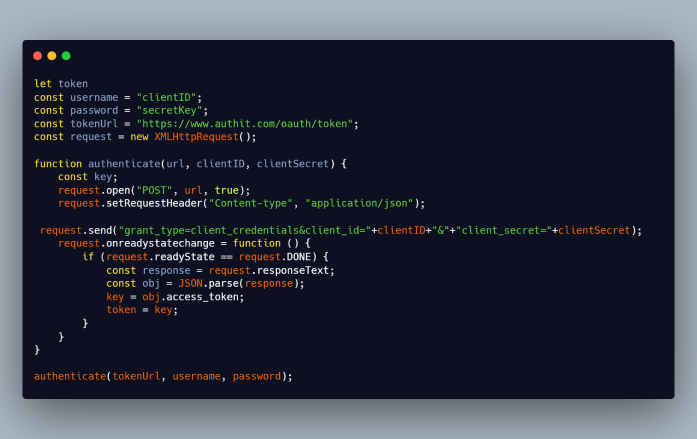 let token
const username = "clientID";
const password = "secretKey";
const tokenUrl = "https://www.authit.com/oauth/token";
const request = new XMLHttpRequest();

function authenticate(url, clientID, clientSecret) {
    const key;
    request.open("POST", url, true);
    request.setRequestHeader("Content-type", "application/json");

 request.send("grant_type=client_credentials&client_id="+clientID+"&"+"client_secret="+clientSecret);
    request.onreadystatechange = function () {
        if (request.readyState == request.DONE) {
            const response = request.responseText;
            const obj = JSON.parse(response);
            key = obj.access_token;
            token = key;
        }
    }
}

authenticate(tokenUrl, username, password);